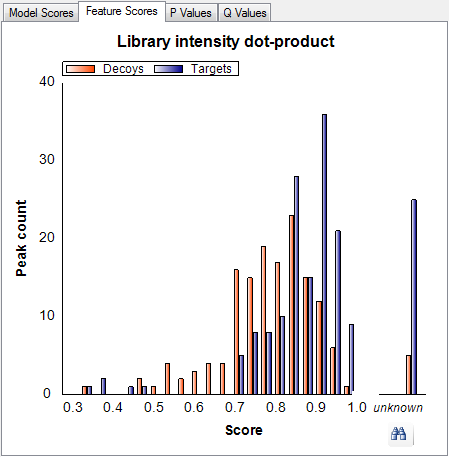 Model Scores Feature Scores P Values Q Values
Library intensity dot-product
Decoys Targets
40
30
20
10
0
Peak count
0.3 0.4 0.5 0.6 0.7 0.8 0.9 1.0 unknown
Score